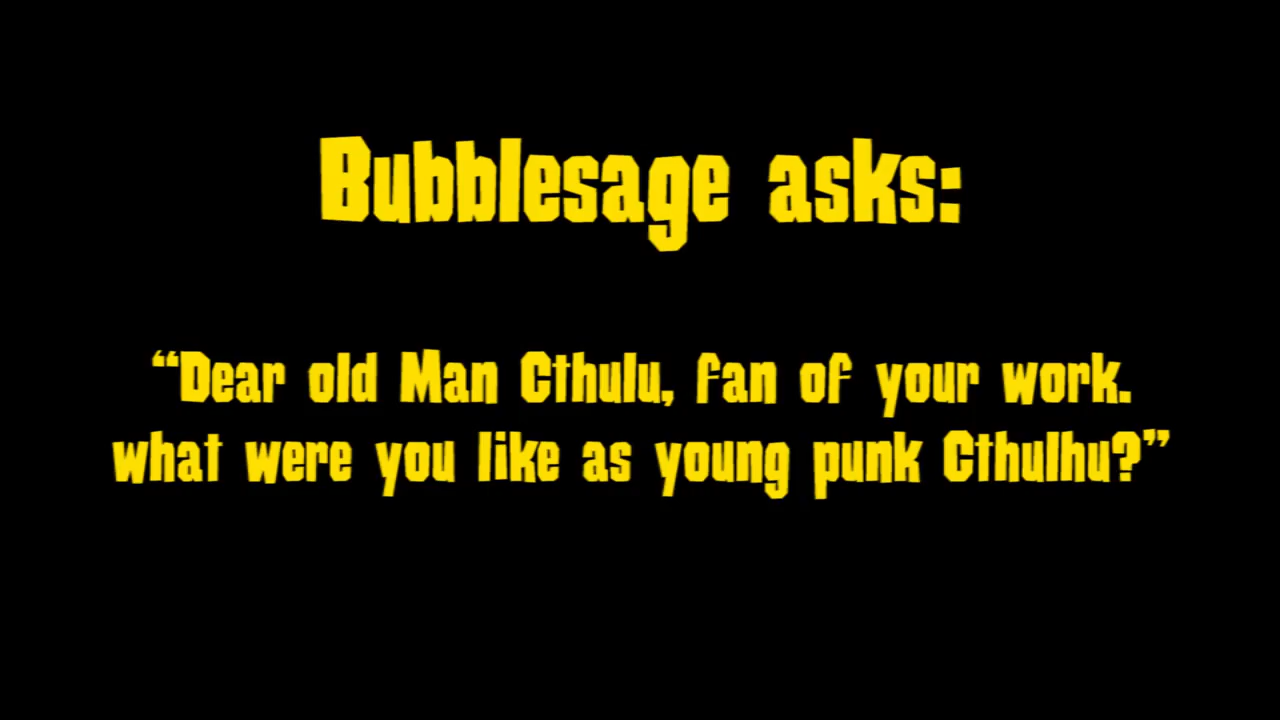 Bubblesage asks:
“Dear old Man Cthulu, fan of your work.
what were you like as young punk Cthulhu?”